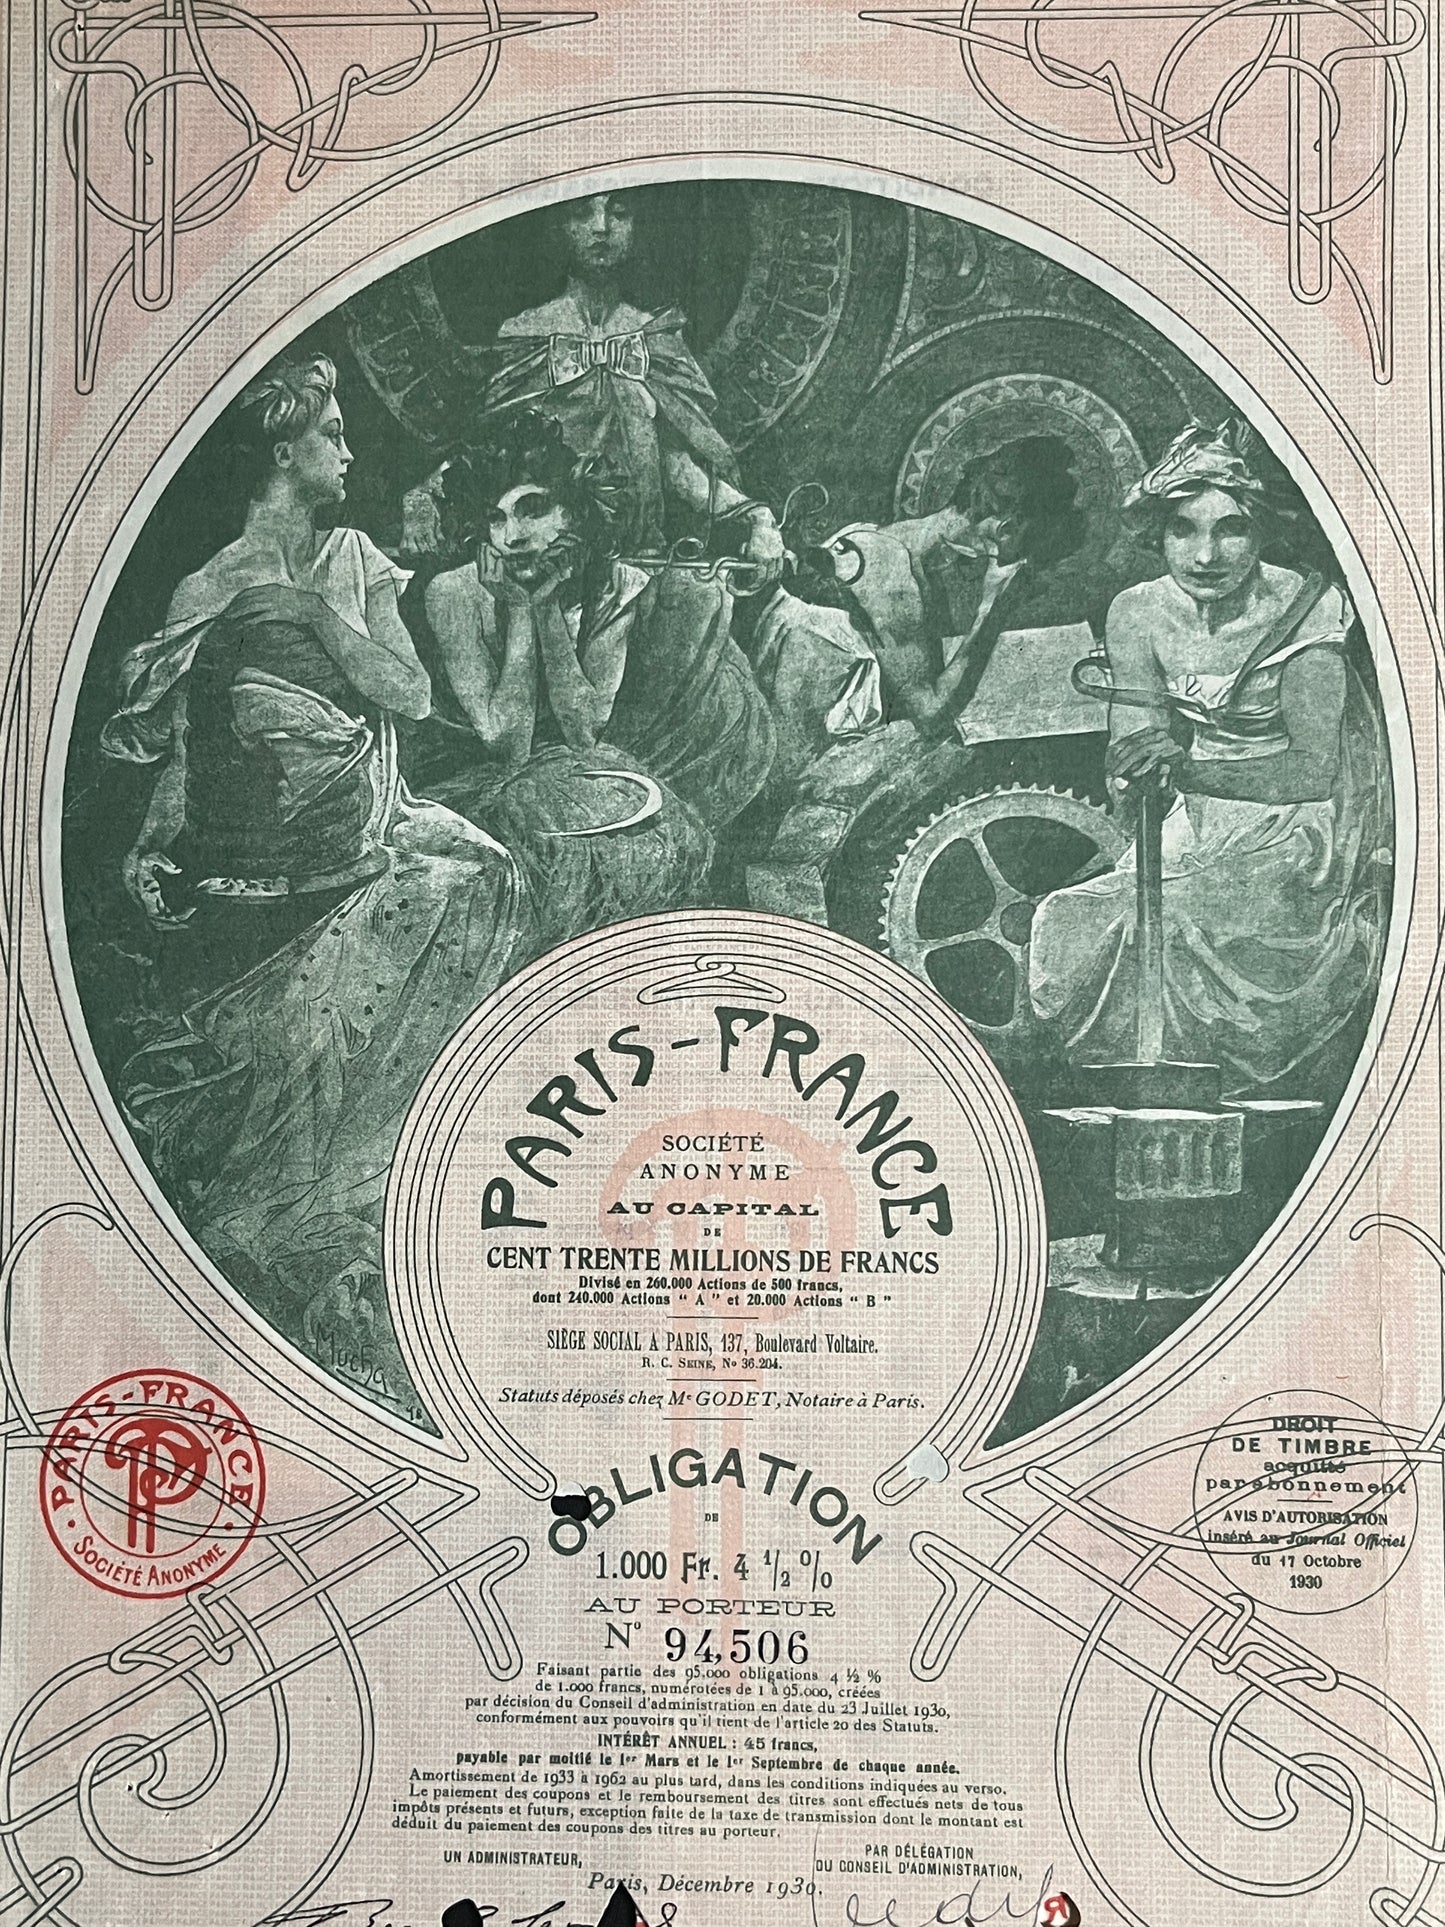 PARIS-FRANCE
SOCIÉTÉ
ANONYME
AU CAPITAL
DE
CENT TRENTE MILLIONS DE FRANCS
Divisé en 260.000 Actions de 500 francs,
dont 240.000 Actions " A " et 20.000 Actions " B "
SIÈGE SOCIAL A PARIS, 137, Boulevard Voltaire.
R. C. SEINE, No 36.204.
Statuts déposés chez Me GODET, Notaire à Paris.
Mucha
PARIS-FRANCE
SOCIÉTÉ ANONYME
DROIT
DE TIMBRE
acquitté
par abonnement
AVIS D'AUTORISATION
inséré au Journal Officiel
du 17 Octobre
1930
OBLIGATION
DE
1.000 Fr. 4 1/2 %
AU PORTEUR
No 94,506
Faisant partie des 95.000 obligations 4 ½ %
de 1.000 francs, numérotées de 1 à 95.000, créées
par décision du Conseil d'administration en date du 23 Juillet 1930,
conformément aux pouvoirs qu'il tient de l'article 20 des Statuts.
INTÉRÊT ANNUEL : 45 francs,
payable par moitié le 1er Mars et le 1er Septembre de chaque année.
Amortissement de 1933 à 1962 au plus tard, dans les conditions indiquées au verso.
Le paiement des coupons et le remboursement des titres sont effectués nets de tous
impôts présents et futurs, exception faite de la taxe de transmission dont le montant est
déduit du paiement des coupons des titres au porteur.
UN ADMINISTRATEUR,
PAR DÉLÉGATION
DU CONSEIL D'ADMINISTRATION,
Paris, Décembre 1930.